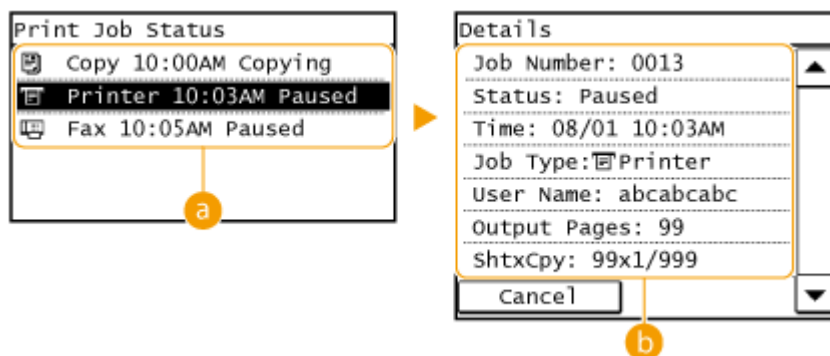 Print Job Status
Copy 10:00AM Copying
Printer 10:03AM Paused
Fax 10:05AM Paused
a
Details
Job Number: 0013
Status: Paused
Time: 08/01 10:03AM
Job Type: Printer
User Name: abcabcabc
Output Pages: 99
ShtxCpy: 99x1/999
Cancel
b